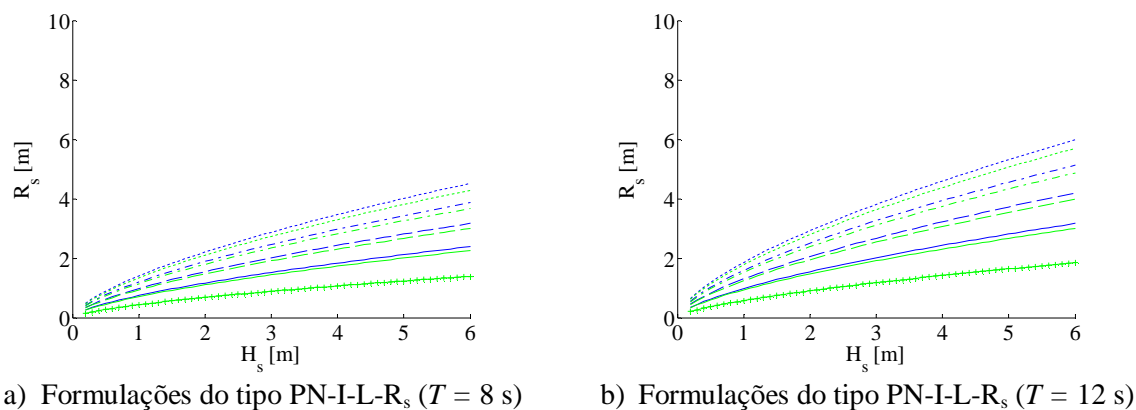 10
8
6
4
2
0
R_s [m]
0 1 2 3 4 5 6
H_s [m]
a) Formulações do tipo PN-I-L-R_s (T = 8 s)
10
8
6
4
2
0
R_s [m]
0 1 2 3 4 5 6
H_s [m]
b) Formulações do tipo PN-I-L-R_s (T = 12 s)